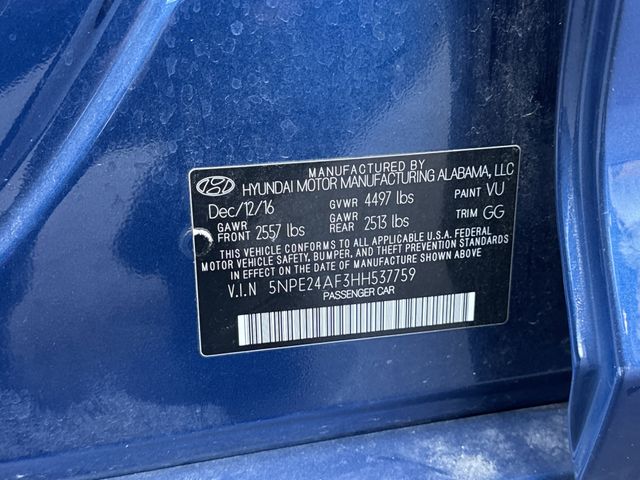 MANUFACTURED BY
HYUNDAI MOTOR MANUFACTURING ALABAMA, LLC
Dec/12/16 GVWR 4497 lbs PAINT VU
GAWR FRONT 2557 lbs GAWR REAR 2513 lbs TRIM GG
THIS VEHICLE CONFORMS TO ALL APPLICABLE U.S.A. FEDERAL
MOTOR VEHICLE SAFETY, BUMPER, AND THEFT PREVENTION STANDARDS
IN EFFECT ON THE DATE OF MANUFACTURE SHOWN ABOVE
V.I.N 5NPE24AF3HH537759
PASSENGER CAR